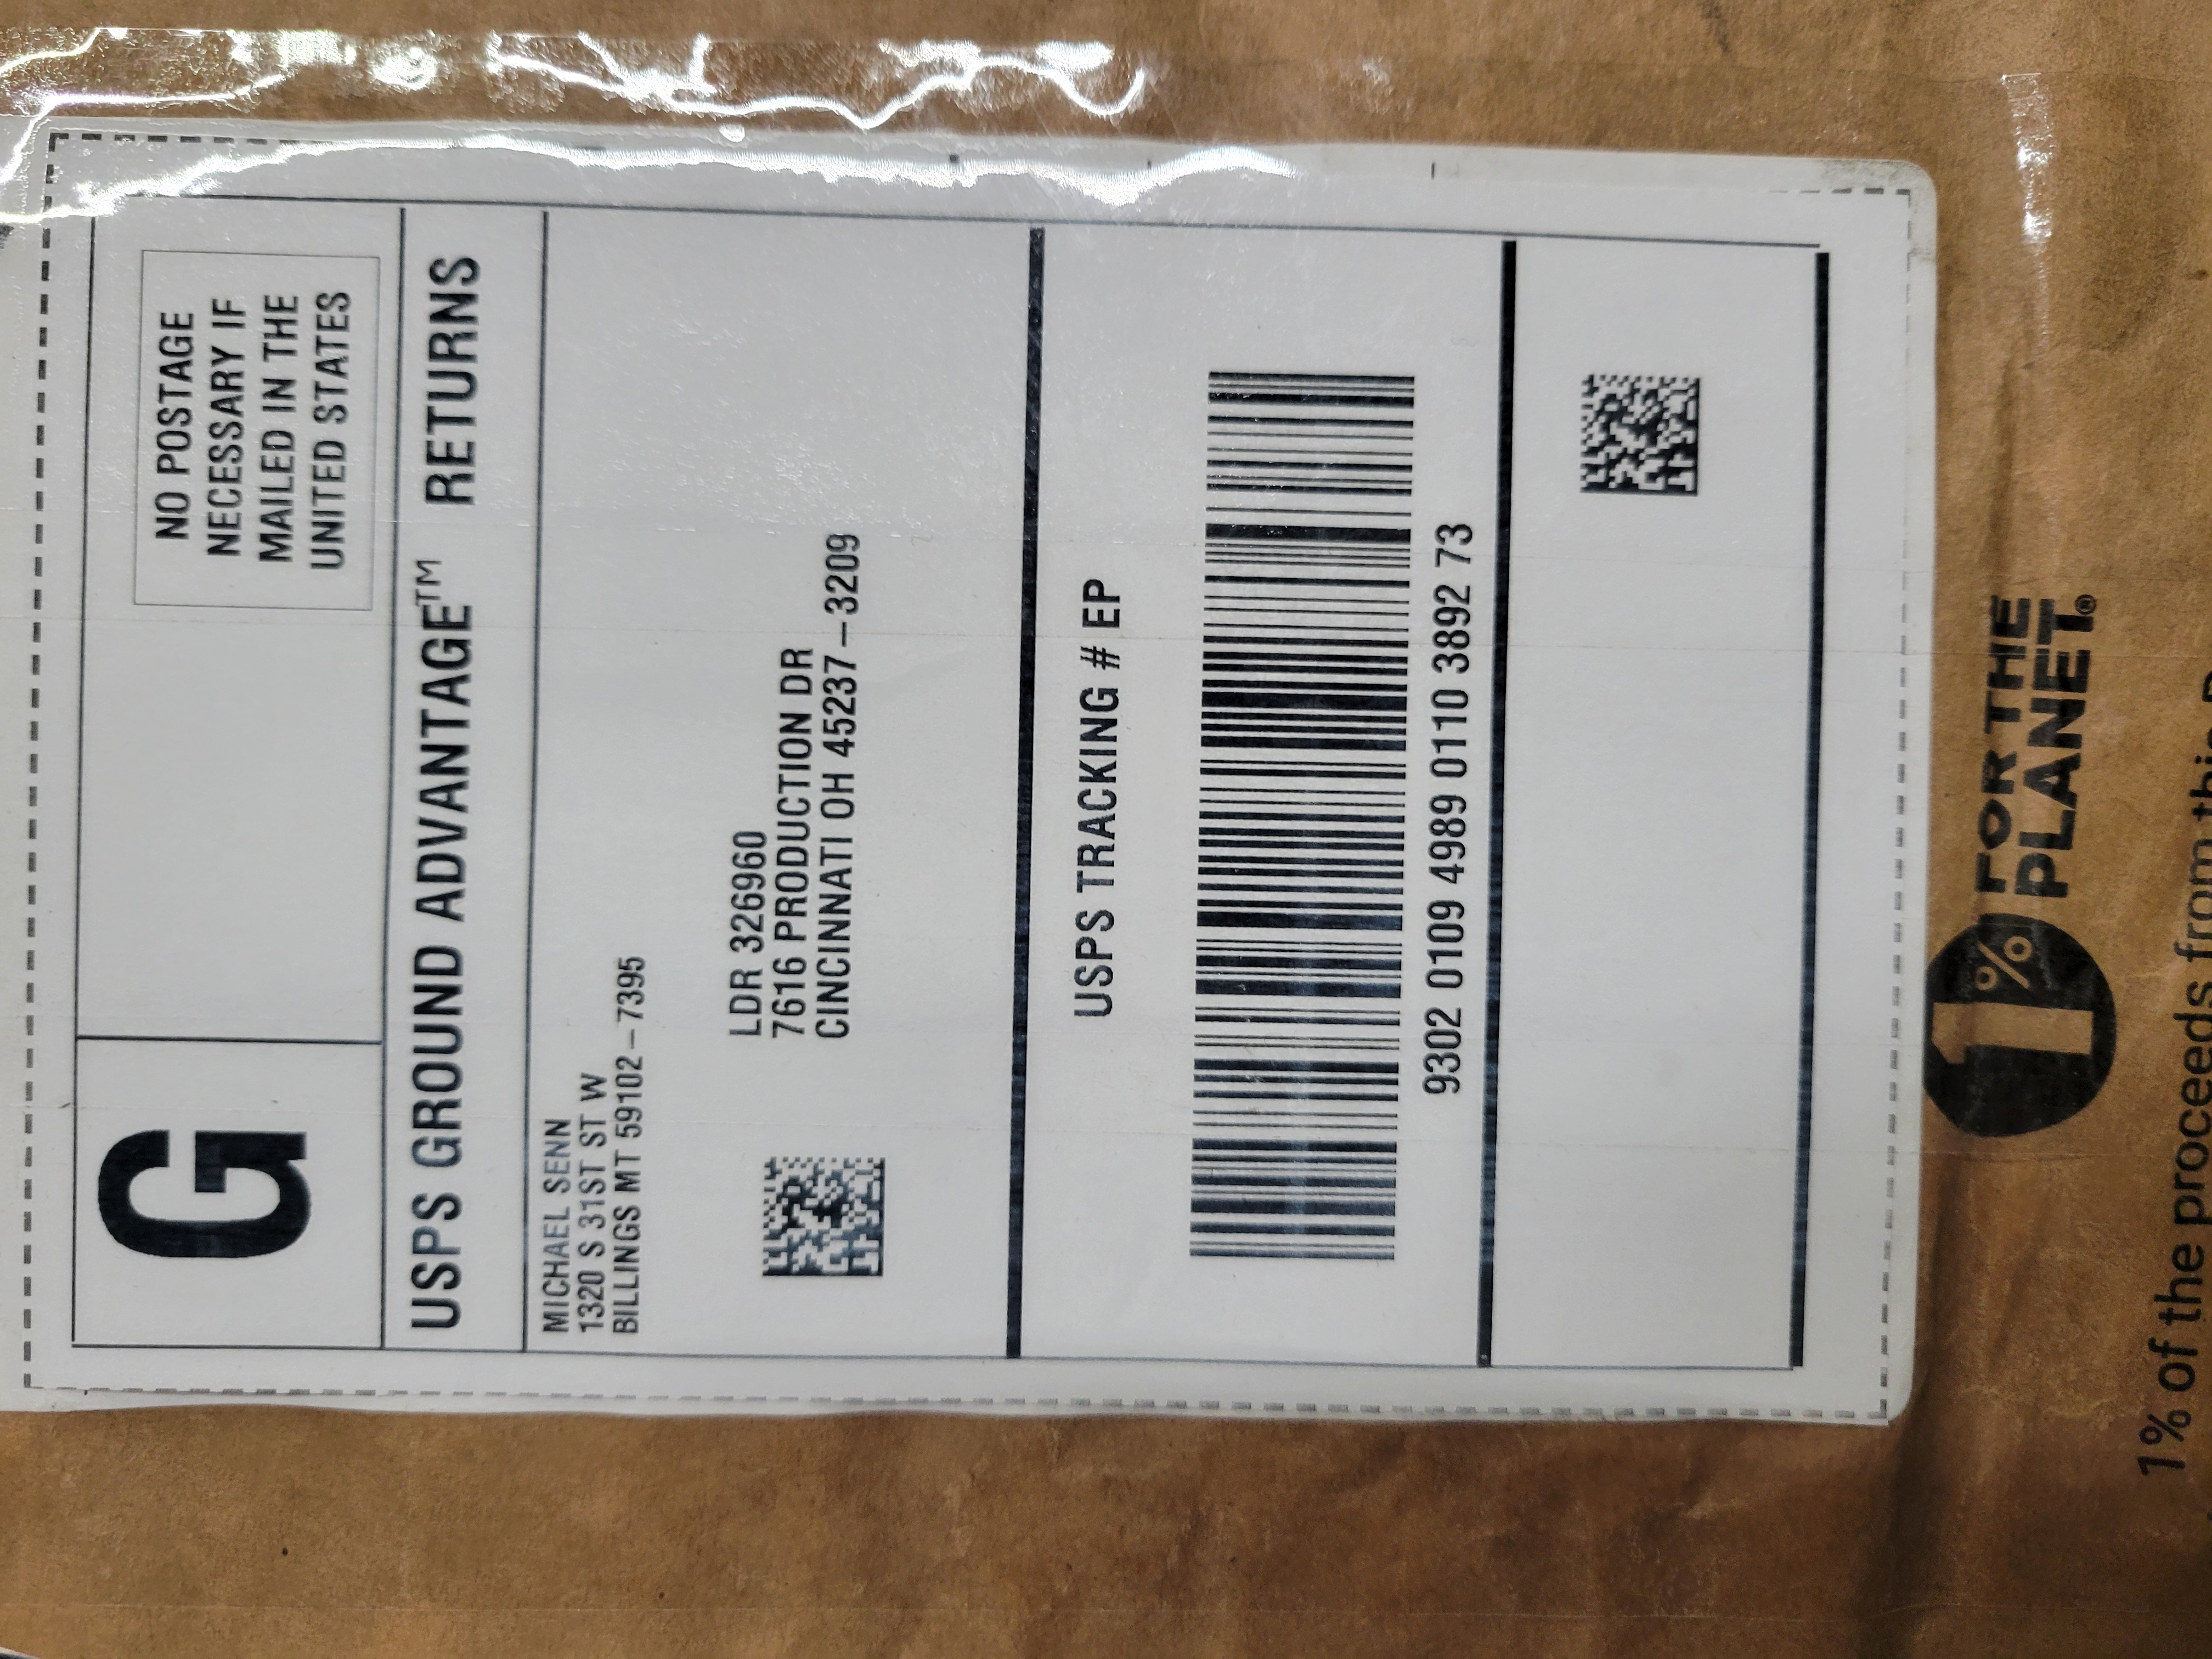 G
NO POSTAGE
NECESSARY IF
MAILED IN THE
UNITED STATES
USPS GROUND ADVANTAGE™ RETURNS
MICHAEL SENN
1320 S 31ST ST W
BILLINGS MT 59102-7395
LDR 326960
7616 PRODUCTION DR
CINCINNATI OH 45237-3209
USPS TRACKING # EP
9302 0109 4989 0110 3892 73
1%
FOR THE
PLANET®
1% of the proceeds from this